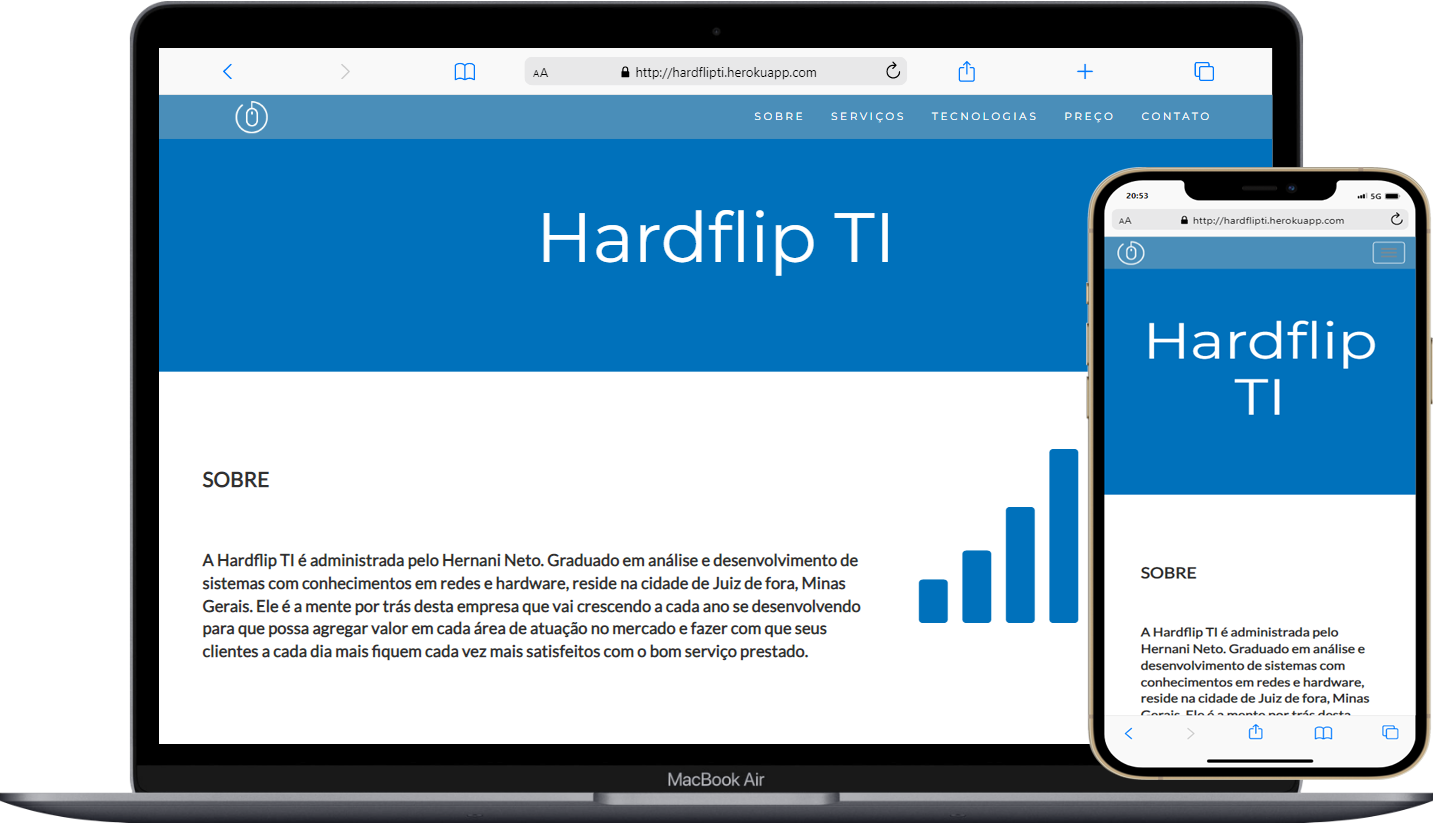 AA http://hardflipti.herokuapp.com
SOBRE SERVIÇOS TECNOLOGIAS PREÇO CONTATO
Hardflip TI
SOBRE
A Hardflip TI é administrada pelo Hernani Neto. Graduado em análise e desenvolvimento de
sistemas com conhecimentos em redes e hardware, reside na cidade de Juiz de fora, Minas
Gerais. Ele é a mente por trás desta empresa que vai crescendo a cada ano se desenvolvendo
para que possa agregar valor em cada área de atuação no mercado e fazer com que seus
clientes a cada dia mais fiquem cada vez mais satisfeitos com o bom serviço prestado.
MacBook Air
20:53 5G
AA http://hardflipti.herokuapp.com
Hardflip
TI
SOBRE
A Hardflip TI é administrada pelo
Hernani Neto. Graduado em análise e
desenvolvimento de sistemas com
conhecimentos em redes e hardware,
reside na cidade de Juiz de fora, Minas
Gerais. Ele é a mente por trás desta